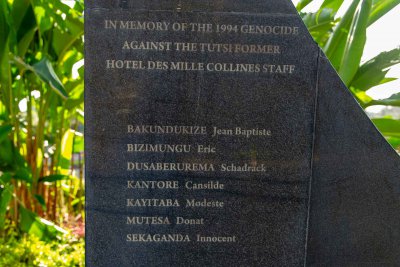 IN MEMORY OF THE 1994 GENOCIDE
AGAINST THE TUTSI FORMER
HOTEL DES MILLE COLLINES STAFF
BAKUNDUKIZE Jean Baptiste
BIZIMUNGU Eric
DUSABERUREMA Schadrack
KANTORE Cansilde
KAYITABA Modeste
MUTESA Donat
SEKAGANDA Innocent